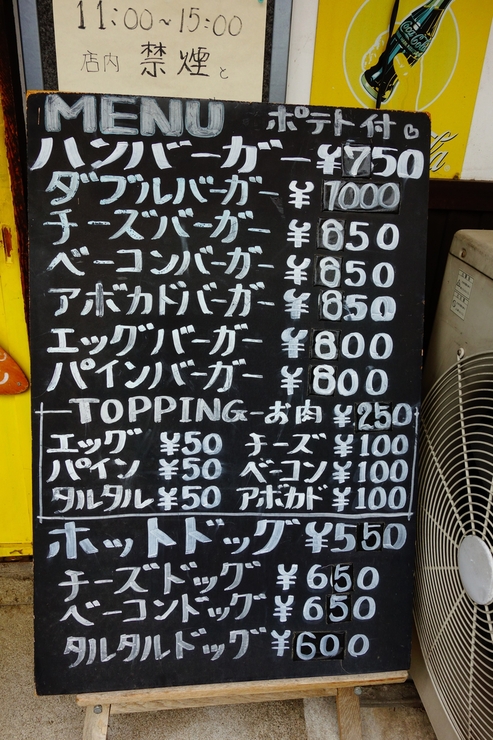 11:00~15:00
店内 禁煙と
MENU ポテト付
ハンバーガー ¥750
ダブルバーガー ¥1000
チーズバーガー ¥850
ベーコンバーガー ¥850
アボカドバーガー ¥850
エッグバーガー ¥800
パインバーガー ¥800
TOPPING お肉 ¥250
エッグ ¥50 チーズ ¥100
パイン ¥50 ベーコン ¥100
タルタル ¥50 アボカド ¥100
ホットドッグ ¥550
チーズドッグ ¥650
ベーコンドッグ ¥650
タルタルドッグ ¥600